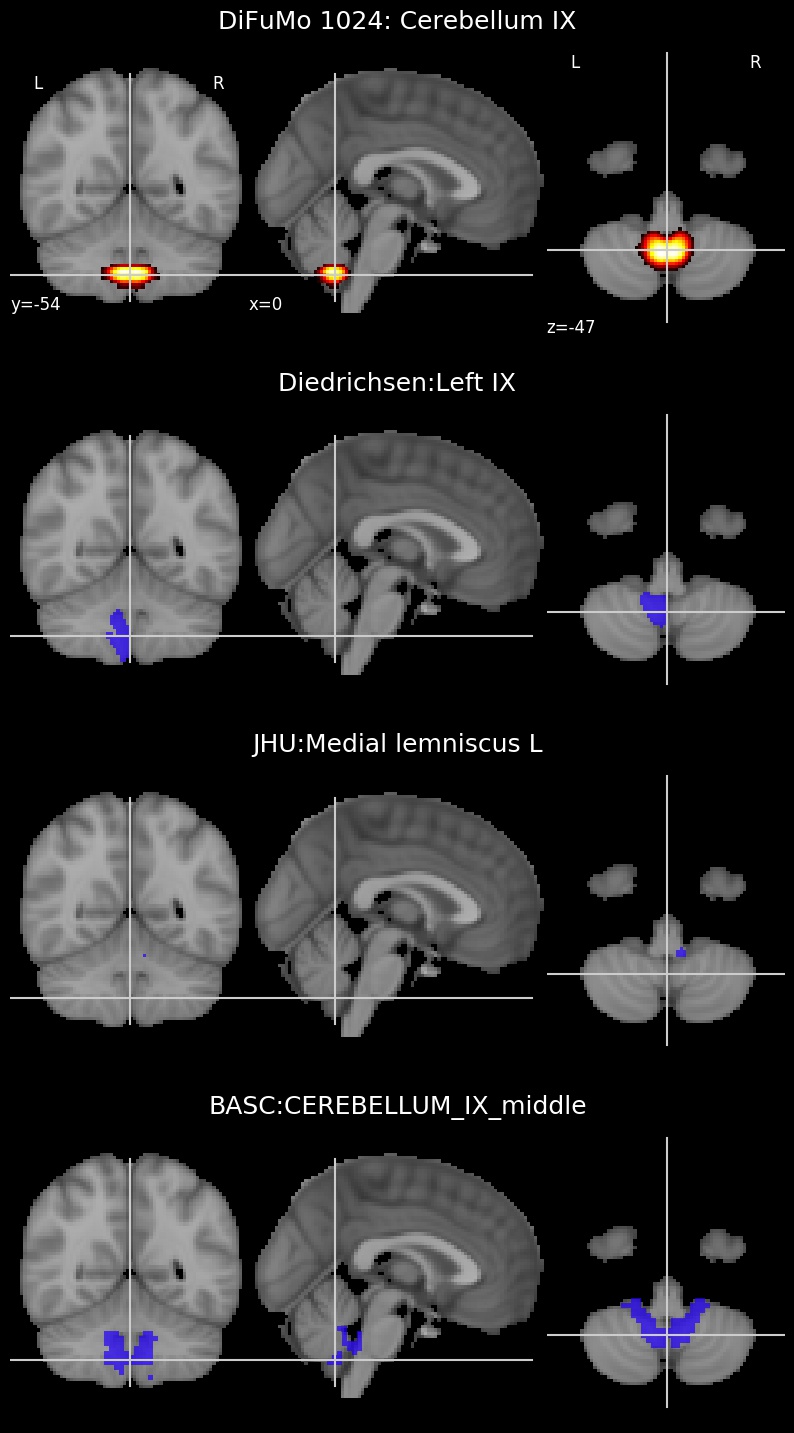 DiFuMo 1024: Cerebellum IX
L R
L R
y=-54 x=0
z=-47
Diedrichsen:Left IX
JHU:Medial lemniscus L
BASC:CEREBELLUM_IX_middle